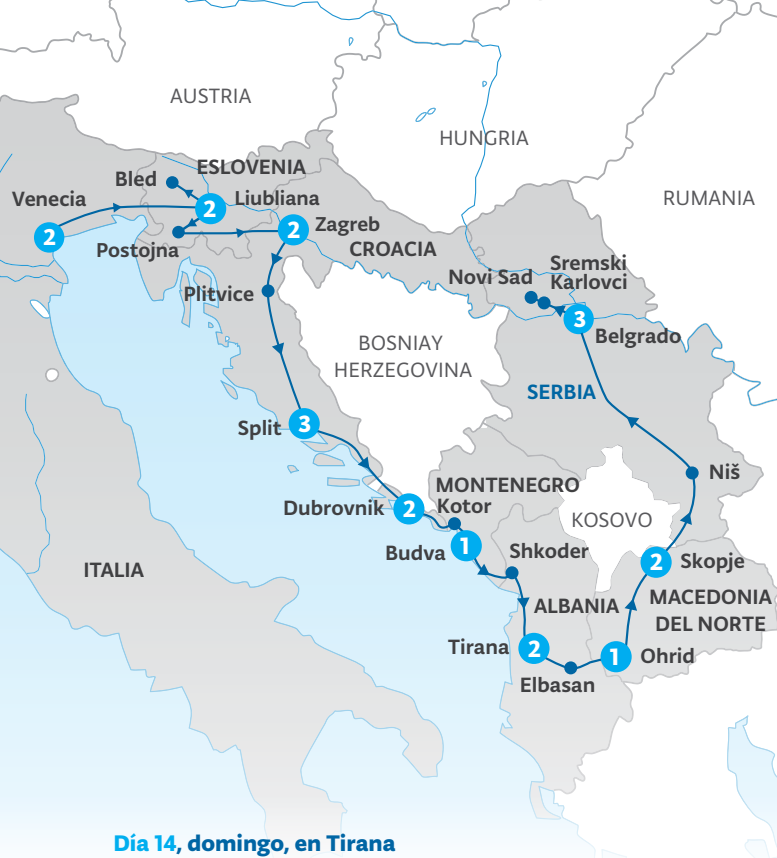 AUSTRIA
HUNGRIA
ESLOVENIA
Bled
Venecia
2
Liubliana
RUMANIA
2
2
Zagreb
Postojna
CROACIA
Sremski
Karlovci
Novi Sad
Plitvice
3
Belgrado
BOSNIAY
HERZEGOVINA
SERBIA
Split
3
Niš
MONTENEGRO
Kotor
Dubrovnik
2
KOSOVO
Budva
1
Shkoder
2
Skopje
ITALIA
ALBANIA
MACEDONIA
DEL NORTE
Tirana
2
1
Ohrid
Elbasan
Día 14, domingo, en Tirana